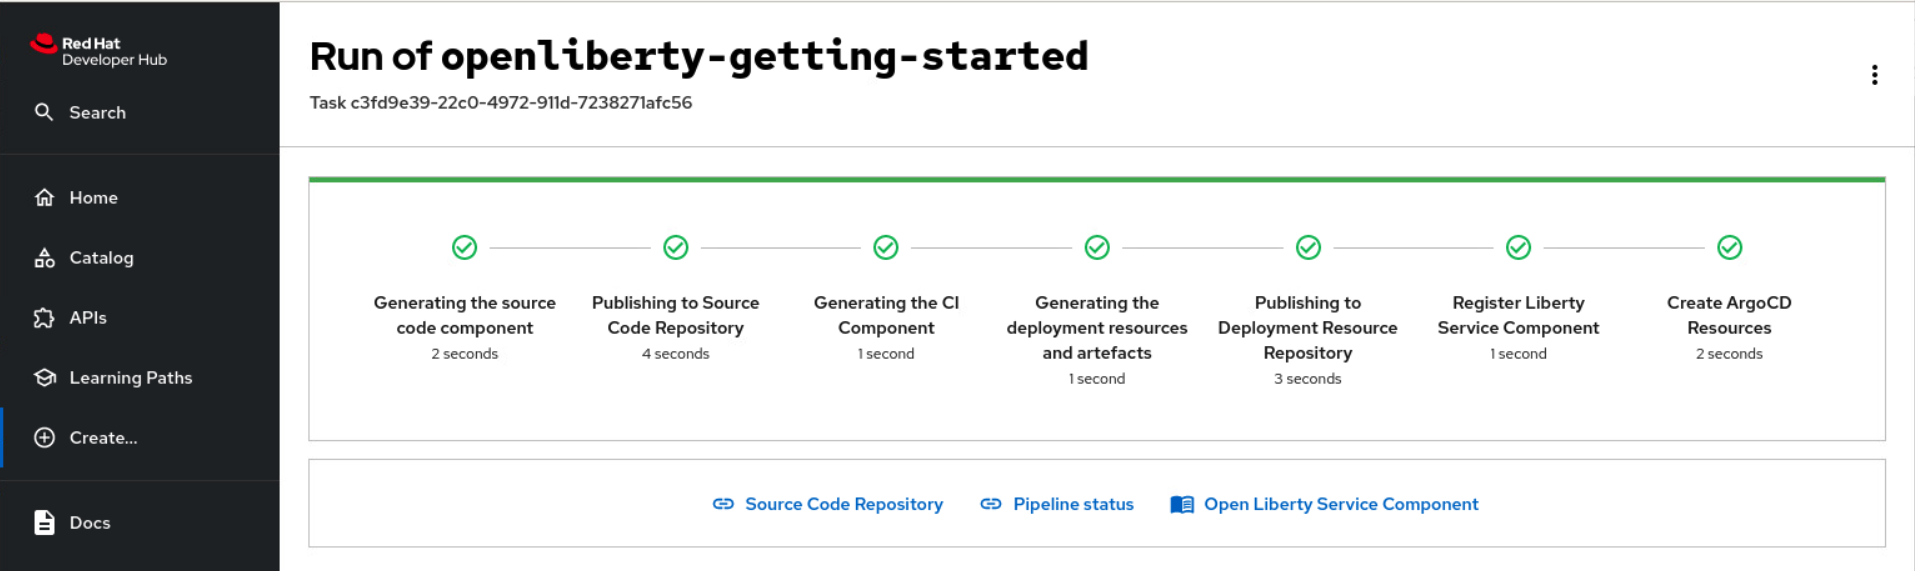 Red Hat
Developer Hub
Search
Home
Catalog
APIs
Learning Paths
Create...
Docs
Run of openliberty-getting-started
Task c3fd9e39-22c0-4972-911d-7238271afc56
Generating the source
code component
2 seconds
Publishing to Source
Code Repository
4 seconds
Generating the CI
Component
1 second
Generating the
deployment resources
and artefacts
1 second
Publishing to
Deployment Resource
Repository
3 seconds
Register Liberty
Service Component
1 second
Create ArgoCD
Resources
2 seconds
Source Code Repository
Pipeline status
Open Liberty Service Component